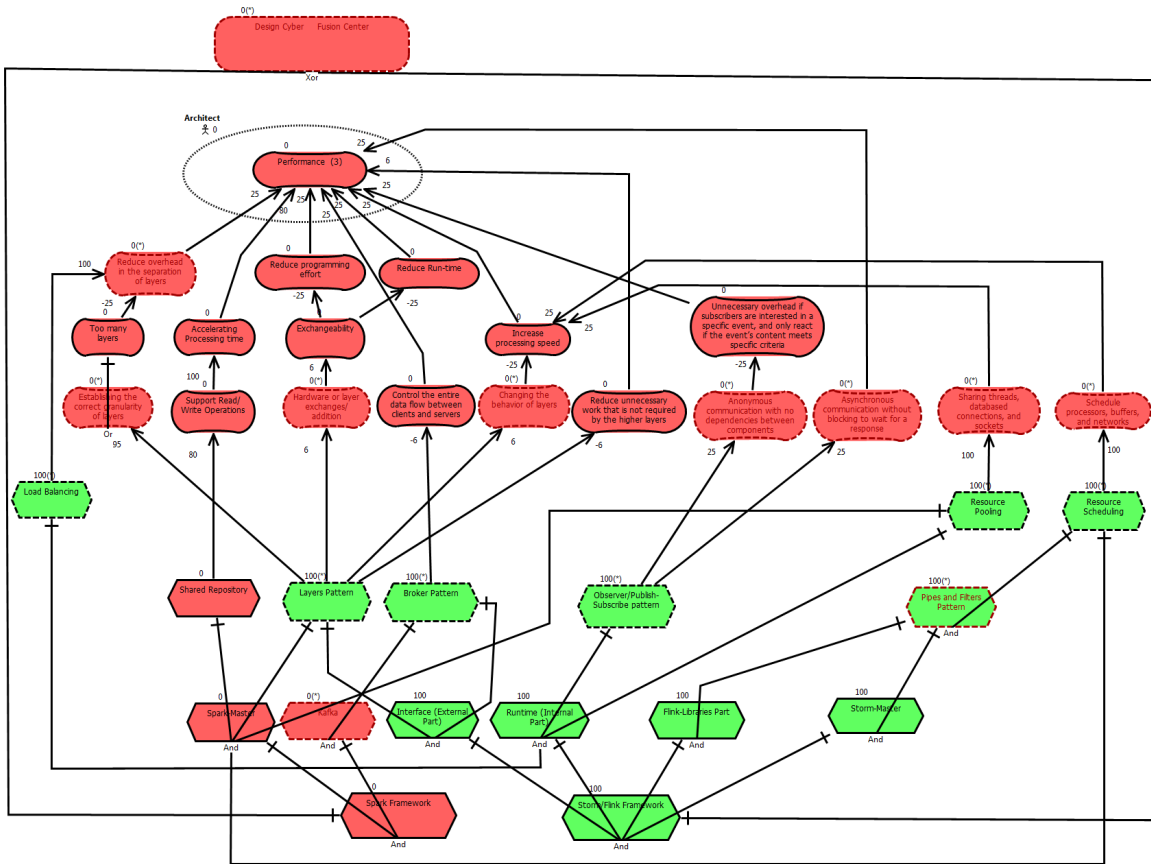 0(*)
Design Cyber Fusion Center
Xor
Architect
0
0
25
Performance (3)
6
25
25
80
25
25
25
25
25
0(*)
Reduce overhead
in the separation
of layers
100
-25
0
Reduce programming
effort
-25
0
Reduce Run-time
-25
0
Too many
layers
0
Accelerating
Processing time
100
0
Exchangeability
6
0
Increase
processing speed
25
25
-25
0
Unnecessary overhead if
subscribers are interested in a
specific event, and only react
if the event's content meets
specific criteria
-25
0(*)
Establishing the
correct granularity
of layers
Or
95
0
Support Read/
Write Operations
80
0(*)
Hardware or layer
exchanges/
addition
6
0
Control the entire
data flow between
clients and servers
-6
0(*)
Changing the
behavior of layers
6
0
Reduce unnecessary
work that is not required
by the higher layers
-6
0(*)
Anonymous
communication with no
dependencies between
components
25
0(*)
Asynchronous
communication without
blocking to wait for a
response
25
0(*)
Sharing threads,
databased
connections, and
sockets
100
0(*)
Schedule
processors, buffers,
and networks
100
100(*)
Load Balancing
100(*)
Resource
Pooling
100(*)
Resource
Scheduling
0
Shared Repository
100(*)
Layers Pattern
100(*)
Broker Pattern
100(*)
Observer/Publish-
Subscribe pattern
100(*)
Pipes and Filters
Pattern
And
0
Spark-Master
And
0(*)
Kafka
And
100
Interface (External
Part)
And
100
Runtime (Internal
Part)
And
100
Flink-Libraries Part
And
100
Storm-Master
And
0
Spark Framework
And
100
Storm/Flink Framework
And